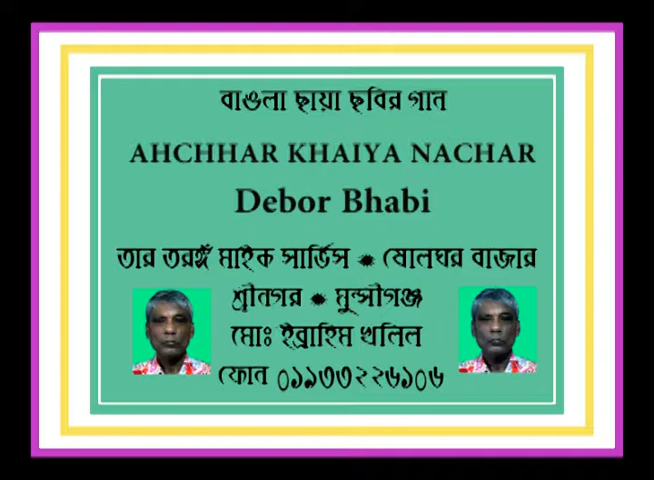 বাঙলা ছায়া ছবির গান
AHCHHAR KHAIYA NACHAR
Debor Bhabi
তার তরঙ্গঁ মাইক সার্ভিস ✹ ষোলঘর বাজার
শ্রীনগর ✹ মুন্সীগঞ্জ
মোঃ ইব্রাহিম খলিল
ফোন ০১৯৩৩২২৬১০৬